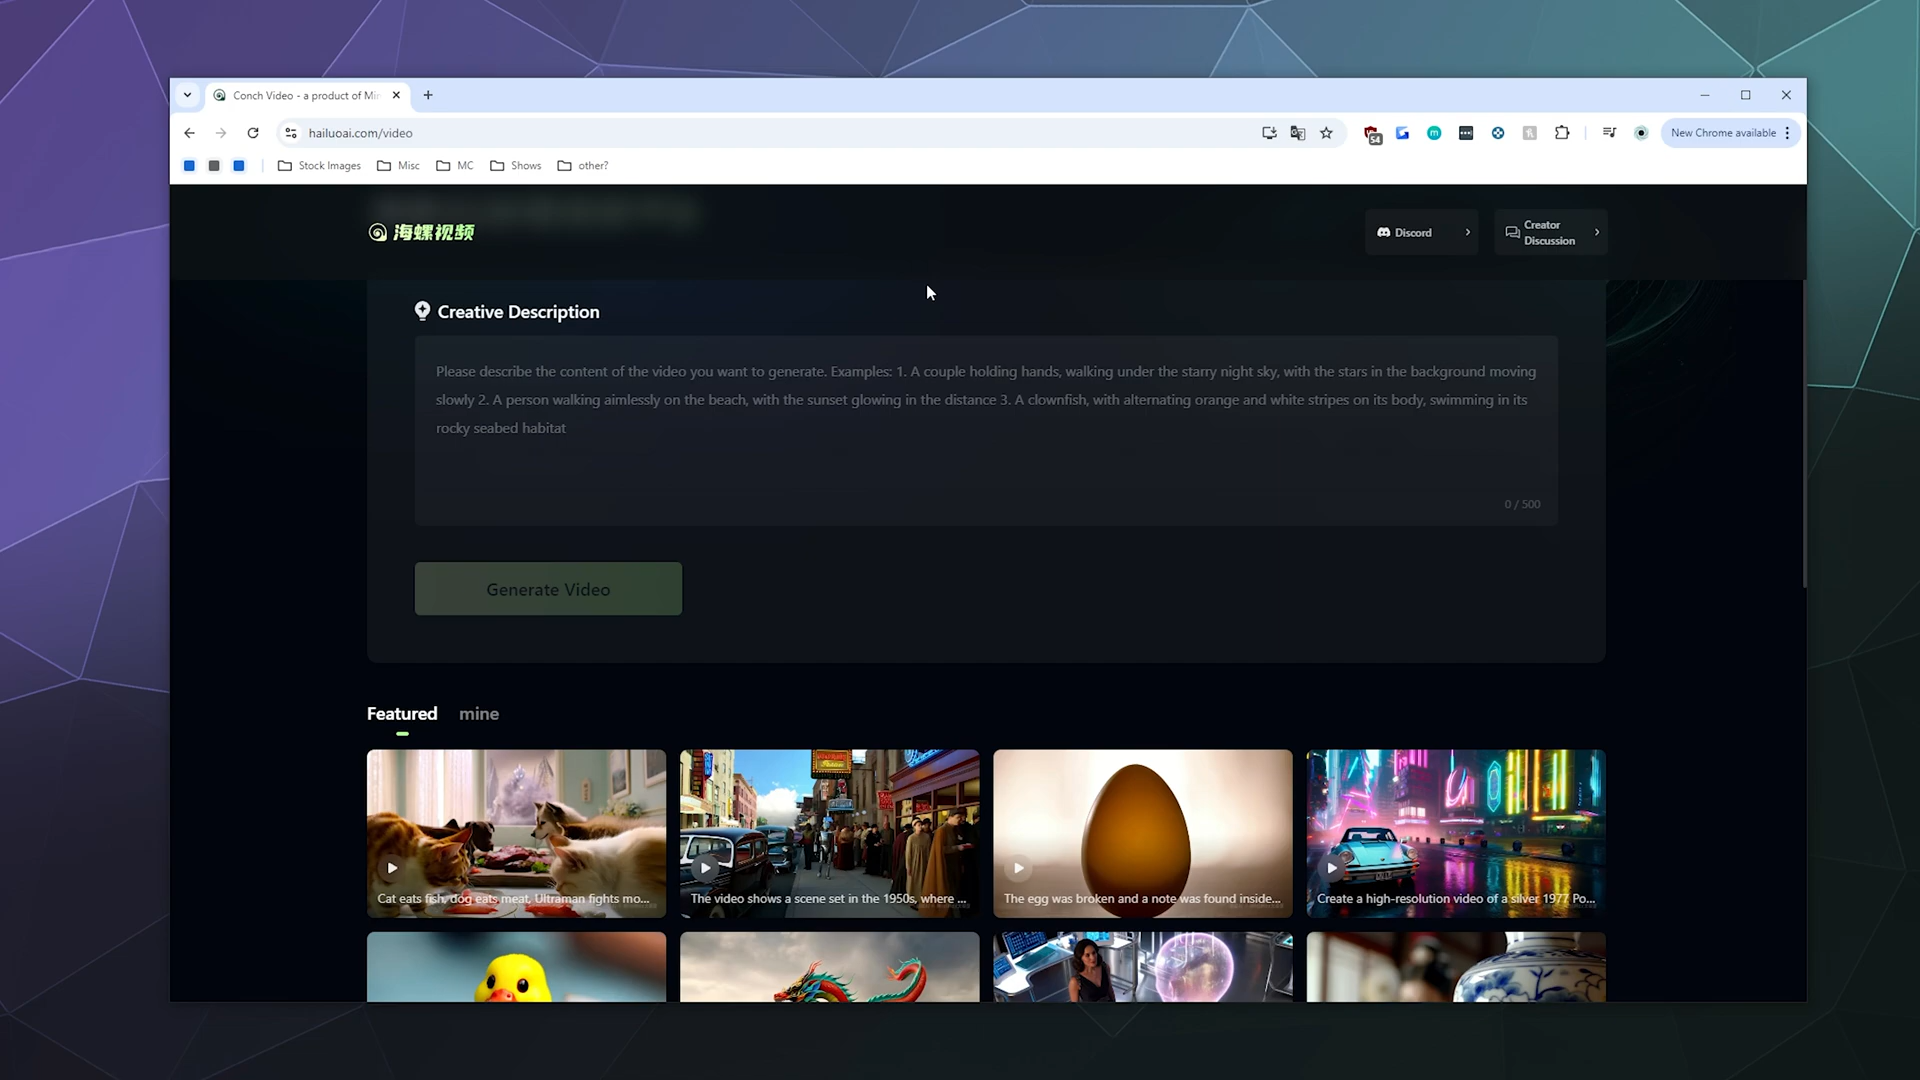 Conch Video - a product of Mi
hailuoai.com/video
54
New Chrome available
Stock Images
Misc
MC
Shows
other?
海螺视频
Discord
Creator
Discussion
Creative Description
Please describe the content of the video you want to generate. Examples: 1. A couple holding hands, walking under the starry night sky, with the stars in the background moving
slowly 2. A person walking aimlessly on the beach, with the sunset glowing in the distance 3. A clownfish, with alternating orange and white stripes on its body, swimming in its
rocky seabed habitat
0 / 500
Generate Video
Featured
mine
Cat eats fish, dog eats meat, Ultraman fights mo...
The video shows a scene set in the 1950s, where ...
The egg was broken and a note was found inside...
Create a high-resolution video of a silver 1977 Po...